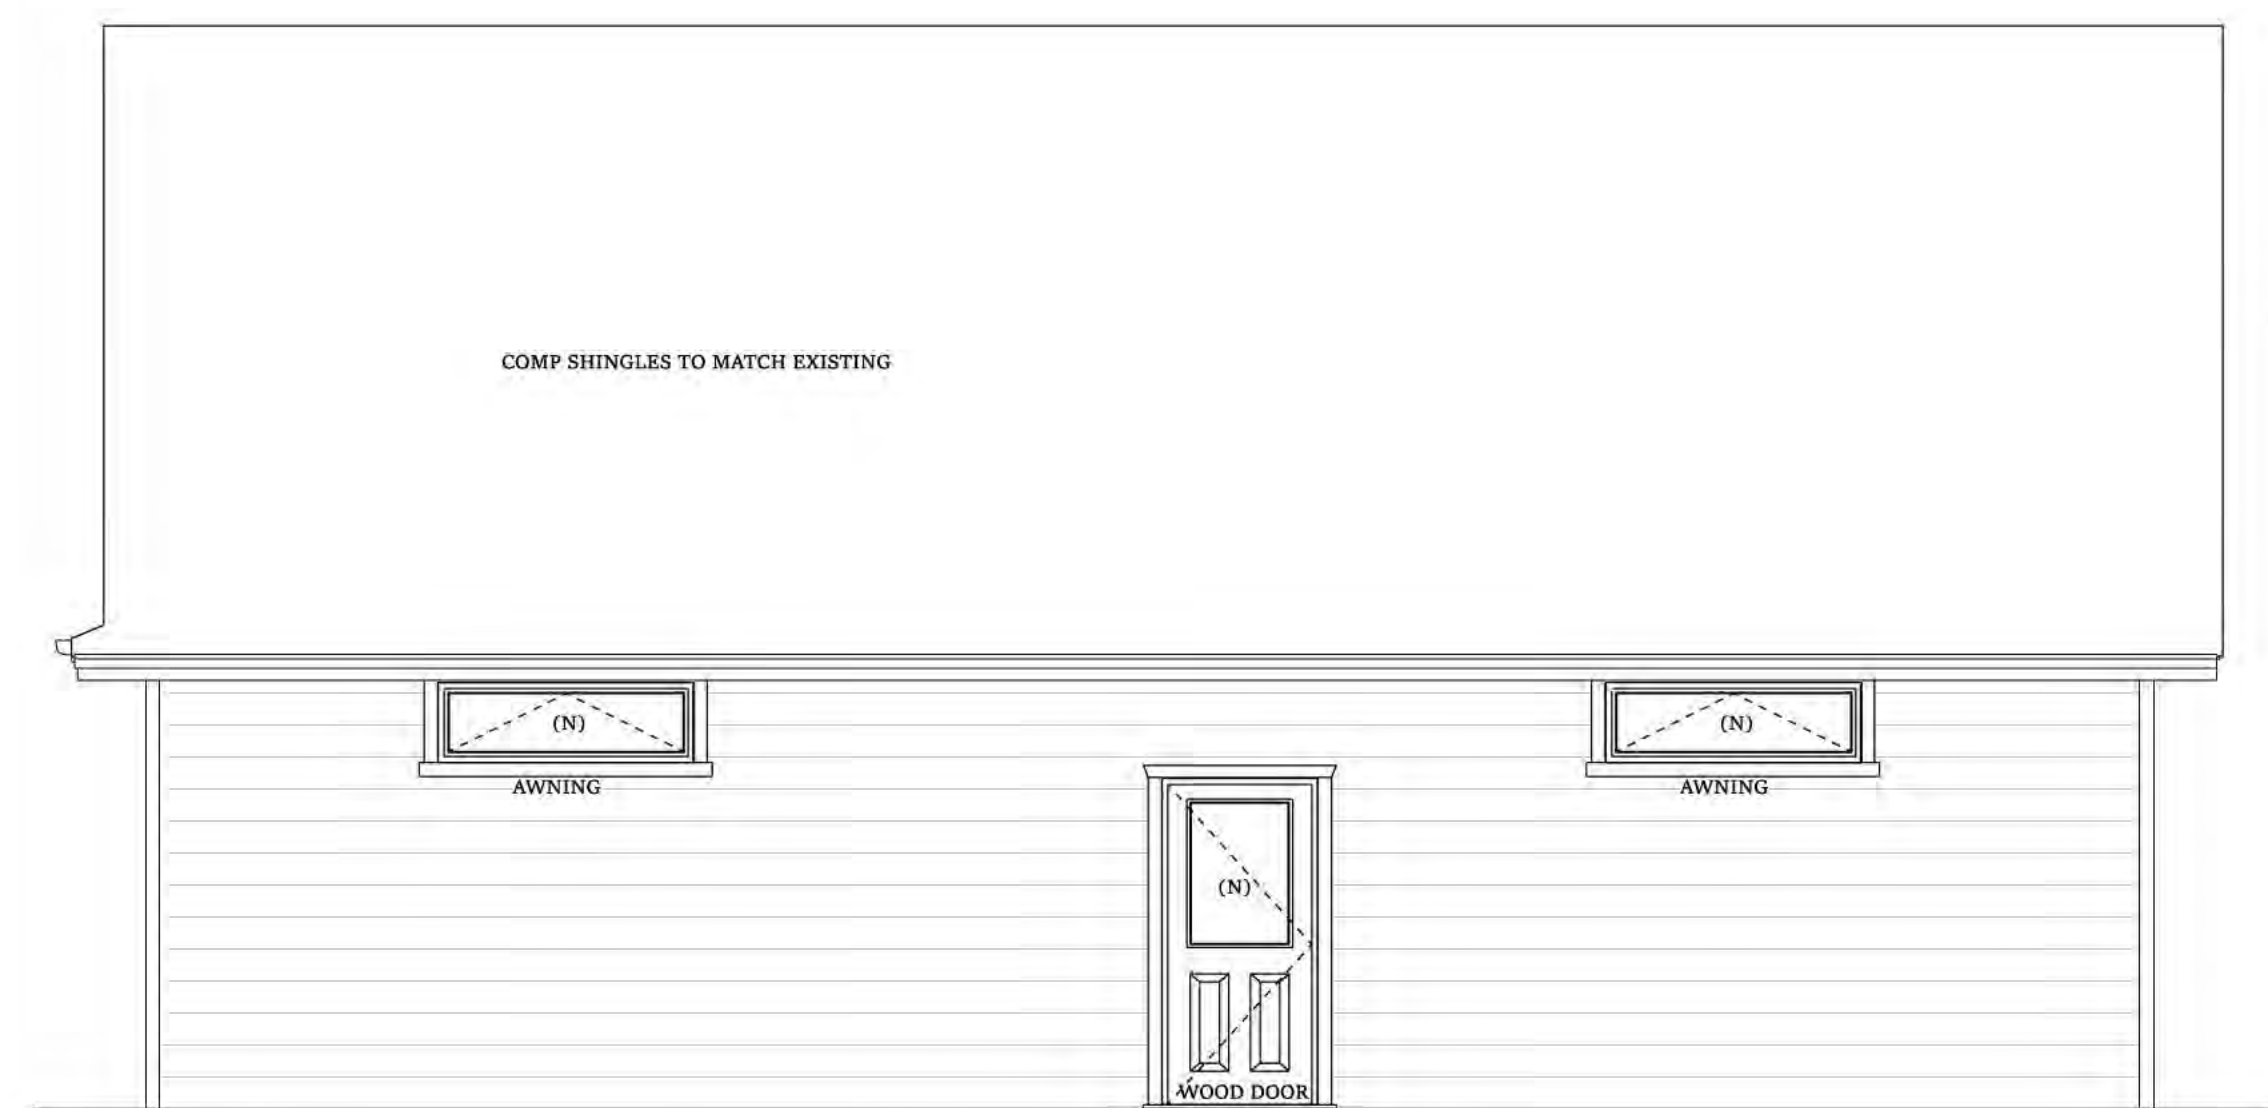 COMP SHINGLES TO MATCH EXISTING
(N)
(N)
AWNING
AWNING
(N)
WOOD DOOR